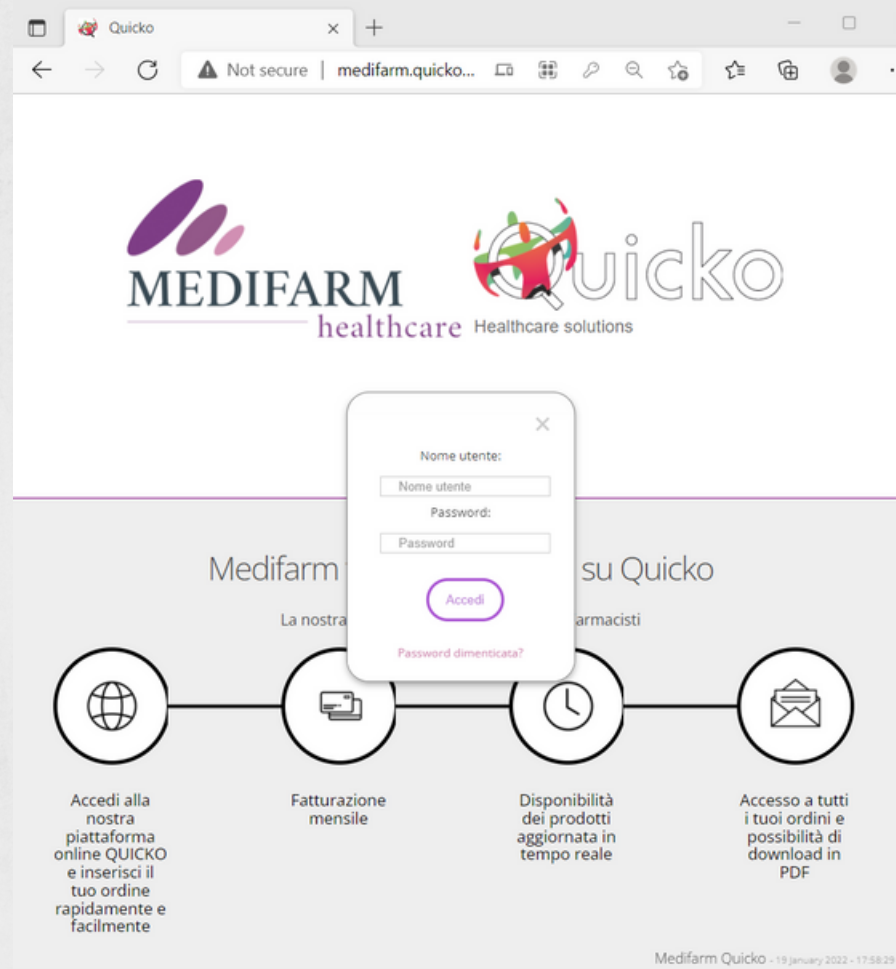 Quicko
Not secure | medifarm.quicko...
MEDIFARM
healthcare
Quicko
Healthcare solutions
Nome utente:
Nome utente
Password:
Password
Accedi
Password dimenticata?
Medifarm su Quicko
La nostra armacisti
Accedi alla
nostra
piattaforma
online QUICKO
e inserisci il
tuo ordine
rapidamente e
facilmente
Fatturazione
mensile
Disponibilità
dei prodotti
aggiornata in
tempo reale
Accesso a tutti
i tuoi ordini e
possibilità di
download in
PDF
Medifarm Quicko - 19 January 2022 - 17:58:29